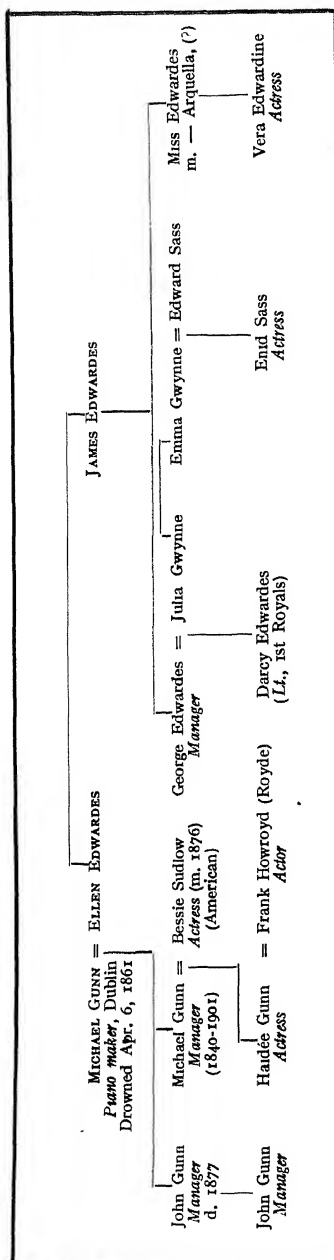 MICHAEL GUNN = ELLEN EDWARDES
Piano maker, Dublin
Drowned Apr. 6, 1861
JAMES EDWARDES
John Gunn
Manager
d. 1877
Michael Gunn = Bessie Sudlow
Manager
(1840-1901)
Actress (m. 1876)
(American)
George Edwardes = Julia Gwynne
Manager
Emma Gwynne = Edward Sass
Miss Edwardes
m. — Arquella, (?)
John Gunn
Manager
Haidée Gunn = Frank Howroyd (Royde)
Actress
Actor
Darcy Edwardes
(Lt., 1st Royals)
Enid Sass
Actress
Vera Edwardine
Actress